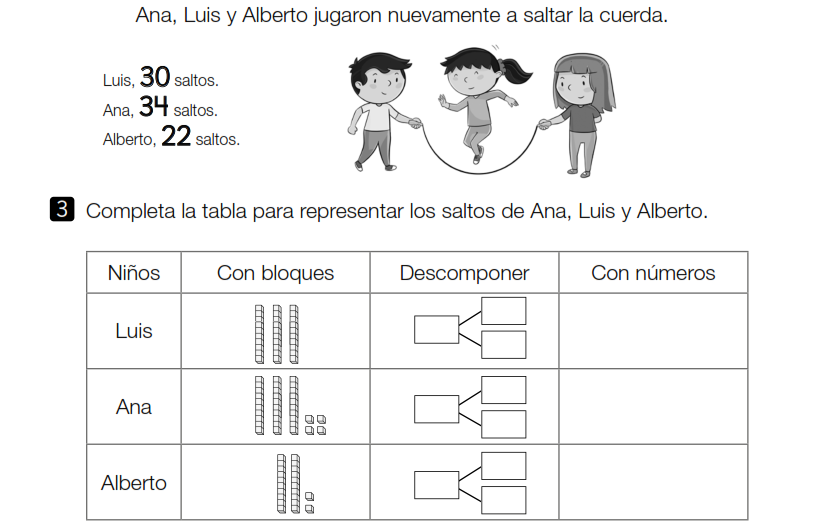 Ana, Luis y Alberto jugaron nuevamente a saltar la cuerda.
Luis, 30 saltos.
Ana, 34 saltos.
Alberto, 22 saltos.
3 Completa la tabla para representar los saltos de Ana, Luis y Alberto.
Niños Con bloques Descomponer Con números
Luis
Ana
Alberto